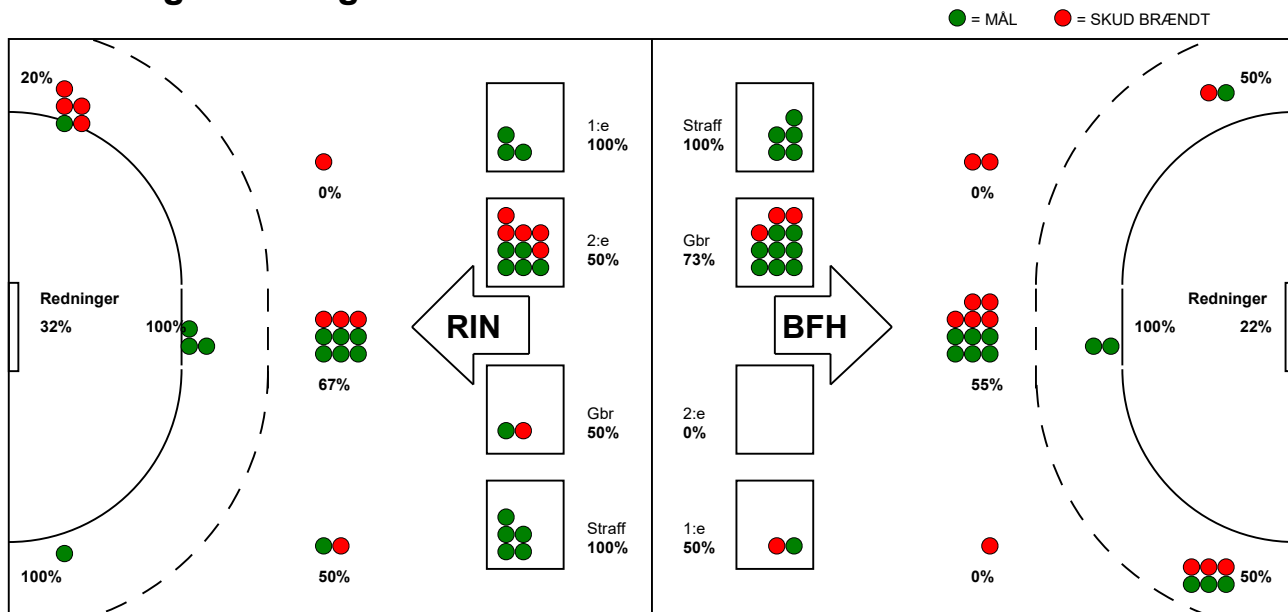 = MÅL
= SKUD BRÆNDT
20%
1:e
100%
Straff
100%
50%
0%
0%
2:e
50%
Gbr
73%
Redninger
32%
100%
RIN
BFH
Redninger
100%
22%
67%
55%
Gbr
50%
2:e
0%
Straff
100%
1:e
50%
100%
50%
0%
50%